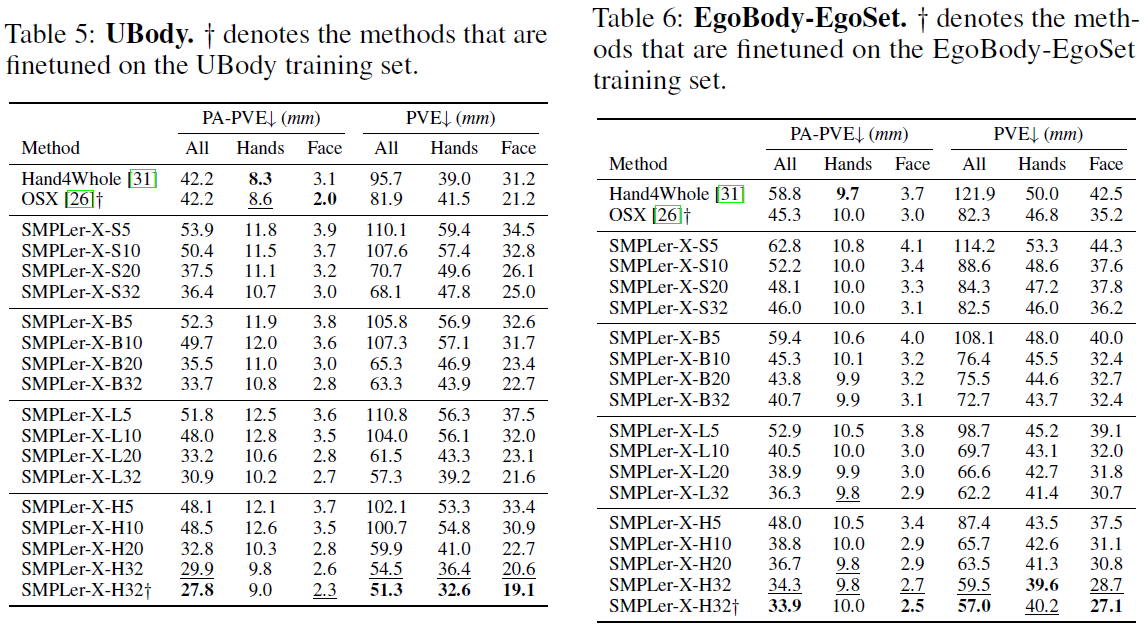 Table 5: UBody. † denotes the methods that are
finetuned on the UBody training set.
PA-PVE↓ (mm) PVE↓ (mm)
Method All Hands Face All Hands Face
Hand4Whole [31] 42.2 8.3 3.1 95.7 39.0 31.2
OSX [26]† 42.2 8.6 2.0 81.9 41.5 21.2
SMPLer-X-S5 53.9 11.8 3.9 110.1 59.4 34.5
SMPLer-X-S10 50.4 11.5 3.7 107.6 57.4 32.8
SMPLer-X-S20 37.5 11.1 3.2 70.7 49.6 26.1
SMPLer-X-S32 36.4 10.7 3.0 68.1 47.8 25.0
SMPLer-X-B5 52.3 11.9 3.8 105.8 56.9 32.6
SMPLer-X-B10 49.7 12.0 3.6 107.3 57.1 31.7
SMPLer-X-B20 35.5 11.0 3.0 65.3 46.9 23.4
SMPLer-X-B32 33.7 10.8 2.8 63.3 43.9 22.7
SMPLer-X-L5 51.8 12.5 3.6 110.8 56.3 37.5
SMPLer-X-L10 48.0 12.8 3.5 104.0 56.1 32.0
SMPLer-X-L20 33.2 10.6 2.8 61.5 43.3 23.1
SMPLer-X-L32 30.9 10.2 2.7 57.3 39.2 21.6
SMPLer-X-H5 48.1 12.1 3.7 102.1 53.3 33.4
SMPLer-X-H10 48.5 12.6 3.5 100.7 54.8 30.9
SMPLer-X-H20 32.8 10.3 2.8 59.9 41.0 22.7
SMPLer-X-H32 29.9 9.8 2.6 54.5 36.4 20.6
SMPLer-X-H32† 27.8 9.0 2.3 51.3 32.6 19.1
Table 6: EgoBody-EgoSet. † denotes the meth-
ods that are finetuned on the EgoBody-EgoSet
training set.
PA-PVE↓ (mm) PVE↓ (mm)
Method All Hands Face All Hands Face
Hand4Whole [31] 58.8 9.7 3.7 121.9 50.0 42.5
OSX [26]† 45.3 10.0 3.0 82.3 46.8 35.2
SMPLer-X-S5 62.8 10.8 4.1 114.2 53.3 44.3
SMPLer-X-S10 52.2 10.0 3.4 88.6 48.6 37.6
SMPLer-X-S20 48.1 10.0 3.3 84.3 47.2 37.8
SMPLer-X-S32 46.0 10.0 3.1 82.5 46.0 36.2
SMPLer-X-B5 59.4 10.6 4.0 108.1 48.0 40.0
SMPLer-X-B10 45.3 10.1 3.2 76.4 45.5 32.4
SMPLer-X-B20 43.8 9.9 3.2 75.5 44.6 32.7
SMPLer-X-B32 40.7 9.9 3.1 72.7 43.7 32.4
SMPLer-X-L5 52.9 10.5 3.8 98.7 45.2 39.1
SMPLer-X-L10 40.5 10.0 3.0 69.7 43.1 32.0
SMPLer-X-L20 38.9 9.9 3.0 66.6 42.7 31.8
SMPLer-X-L32 36.3 9.8 2.9 62.2 41.4 30.7
SMPLer-X-H5 48.0 10.5 3.4 87.4 43.5 37.5
SMPLer-X-H10 38.8 10.0 2.9 65.7 42.6 31.1
SMPLer-X-H20 36.7 9.8 2.9 63.5 41.3 30.8
SMPLer-X-H32 34.3 9.8 2.7 59.5 39.6 28.7
SMPLer-X-H32† 33.9 10.0 2.5 57.0 40.2 27.1